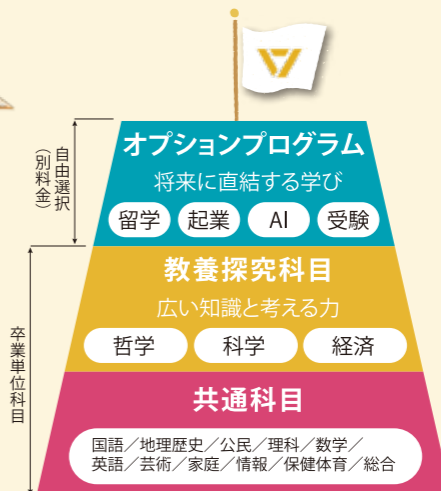 オプションプログラム
将来に直結する学び
留学 起業 AI 受験
自由選択
（別料金）
教養探究科目
広い知識と考える力
哲学 科学 経済
卒業単位科目
共通科目
国語／地理歴史／公民／理科／数学／
英語／芸術／家庭／情報／保健体育／総合